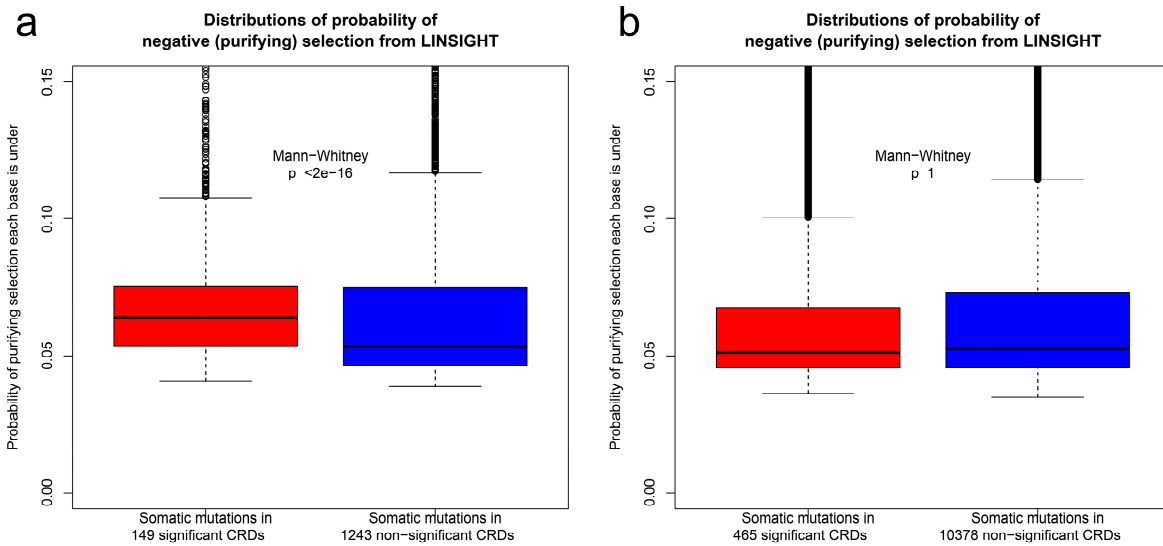 a
Distributions of probability of
negative (purifying) selection from LINSIGHT
Probability of purifying selection each base is under
0.15
0.10
0.05
0.00
Mann−Whitney
p <2e−16
Somatic mutations in
149 significant CRDs
Somatic mutations in
1243 non−significant CRDs
b
Distributions of probability of
negative (purifying) selection from LINSIGHT
Probability of purifying selection each base is under
0.15
0.10
0.05
0.00
Mann−Whitney
p 1
Somatic mutations in
465 significant CRDs
Somatic mutations in
10378 non−significant CRDs